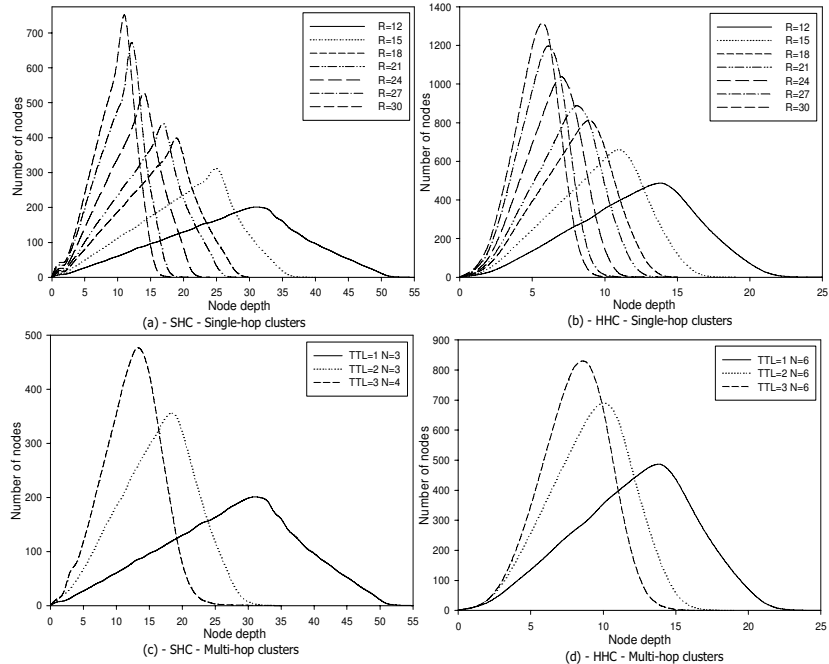 Number of nodes
700
600
500
400
300
200
100
0
0 5 10 15 20 25 30 35 40 45 50 55
Node depth
R=12
R=15
R=18
R=21
R=24
R=27
R=30
(a) - SHC - Single-hop clusters
Number of nodes
1400
1200
1000
800
600
400
200
0
0 5 10 15 20 25
Node depth
R=12
R=15
R=18
R=21
R=24
R=27
R=30
(b) - HHC - Single-hop clusters
Number of nodes
500
400
300
200
100
0
0 5 10 15 20 25 30 35 40 45 50 55
Node depth
TTL=1 N=3
TTL=2 N=3
TTL=3 N=4
(c) - SHC - Multi-hop clusters
Number of nodes
900
800
700
600
500
400
300
200
100
0
0 5 10 15 20 25
Node depth
TTL=1 N=6
TTL=2 N=6
TTL=3 N=6
(d) - HHC - Multi-hop clusters